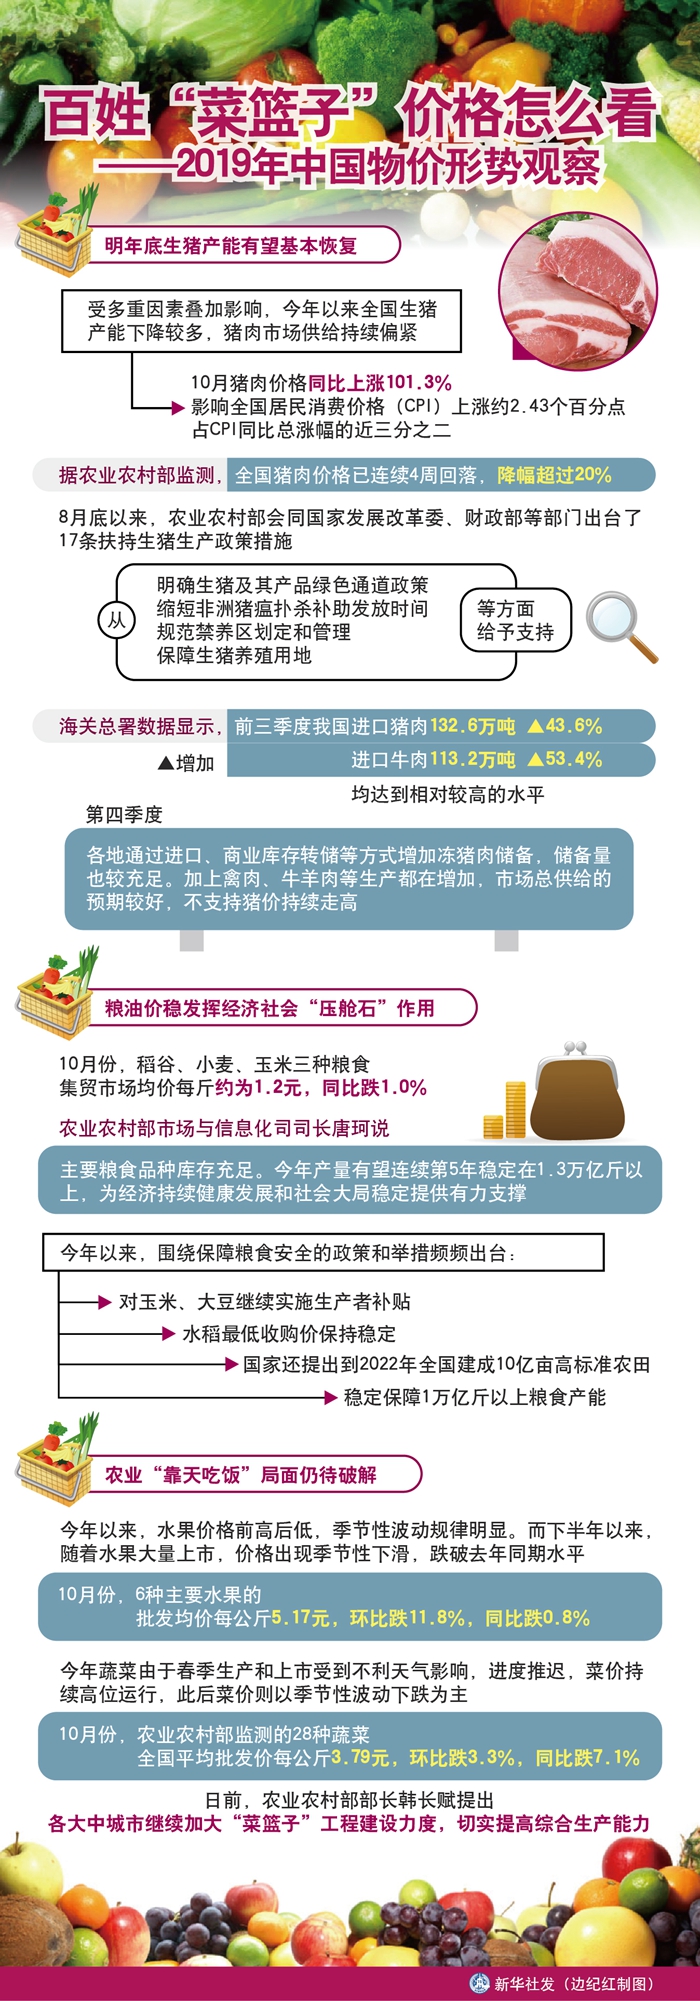 百姓“菜篮子”价格怎么看
——2019年中国物价形势观察
明年底生猪产能有望基本恢复
受多重因素叠加影响，今年以来全国生猪
产能下降较多，猪肉市场供给持续偏紧
10月猪肉价格同比上涨101.3%
影响全国居民消费价格（CPI）上涨约2.43个百分点
占CPI同比总涨幅的近三分之二
据农业农村部监测，全国猪肉价格已连续4周回落，降幅超过20%
8月底以来，农业农村部会同国家发展改革委、财政部等部门出台了
17条扶持生猪生产政策措施
从
明确生猪及其产品绿色通道政策
缩短非洲猪瘟扑杀补助发放时间
规范禁养区划定和管理
保障生猪养殖用地
等方面
给予支持
海关总署数据显示，前三季度我国进口猪肉132.6万吨 ▲43.6%
▲增加 进口牛肉113.2万吨 ▲53.4%
均达到相对较高的水平
第四季度
各地通过进口、商业库存转储等方式增加冻猪肉储备，储备量
也较充足。加上禽肉、牛羊肉等生产都在增加，市场总供给的
预期较好，不支持猪价持续走高
粮油价稳发挥经济社会“压舱石”作用
10月份，稻谷、小麦、玉米三种粮食
集贸市场均价每斤约为1.2元，同比跌1.0%
农业农村部市场与信息化司司长唐珂说
主要粮食品种库存充足。今年产量有望连续第5年稳定在1.3万亿斤以
上，为经济持续健康发展和社会大局稳定提供有力支撑
今年以来，围绕保障粮食安全的政策和举措频频出台：
对玉米、大豆继续实施生产者补贴
水稻最低收购价保持稳定
国家还提出到2022年全国建成10亿亩高标准农田
稳定保障1万亿斤以上粮食产能
农业“靠天吃饭”局面仍待破解
今年以来，水果价格前高后低，季节性波动规律明显。而下半年以来，
随着水果大量上市，价格出现季节性下滑，跌破去年同期水平
10月份，6种主要水果的
批发均价每公斤5.17元，环比跌11.8%，同比跌0.8%
今年蔬菜由于春季生产和上市受到不利天气影响，进度推迟，菜价持
续高位运行，此后菜价则以季节性波动下跌为主
10月份，农业农村部监测的28种蔬菜
全国平均批发价每公斤3.79元，环比跌3.3%，同比跌7.1%
日前，农业农村部部长韩长赋提出
各大中城市继续加大“菜篮子”工程建设力度，切实提高综合生产能力
新华社发（边纪红制图）